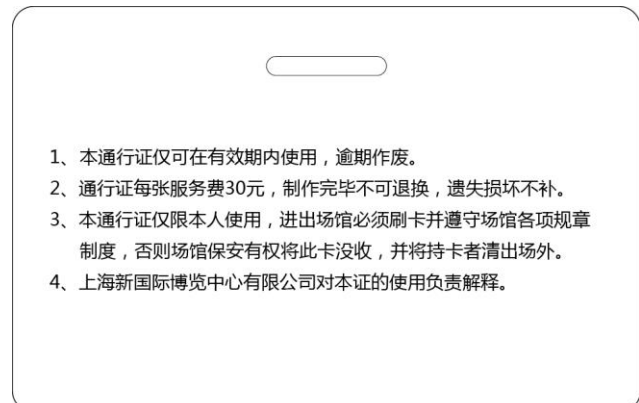 1、本通行证仅可在有效期内使用，逾期作废。
2、通行证每张服务费30元，制作完毕不可退换，遗失损坏不补。
3、本通行证仅限本人使用，进出场馆必须刷卡并遵守场馆各项规章
制度，否则场馆保安有权将此卡没收，并将持卡者清出场外。
4、上海新国际博览中心有限公司对本证的使用负责解释。